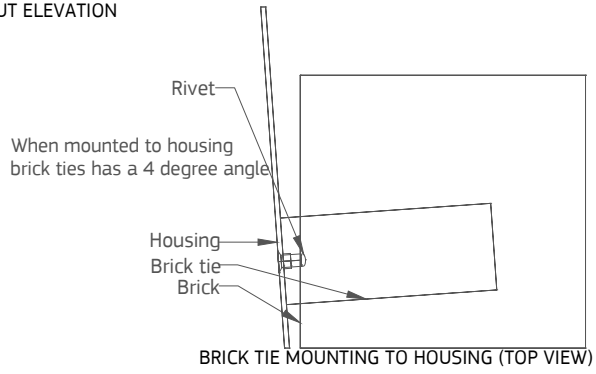 UT ELEVATION
Rivet
When mounted to housing
brick ties has a 4 degree angle
Housing
Brick tie
Brick
BRICK TIE MOUNTING TO HOUSING (TOP VIEW)